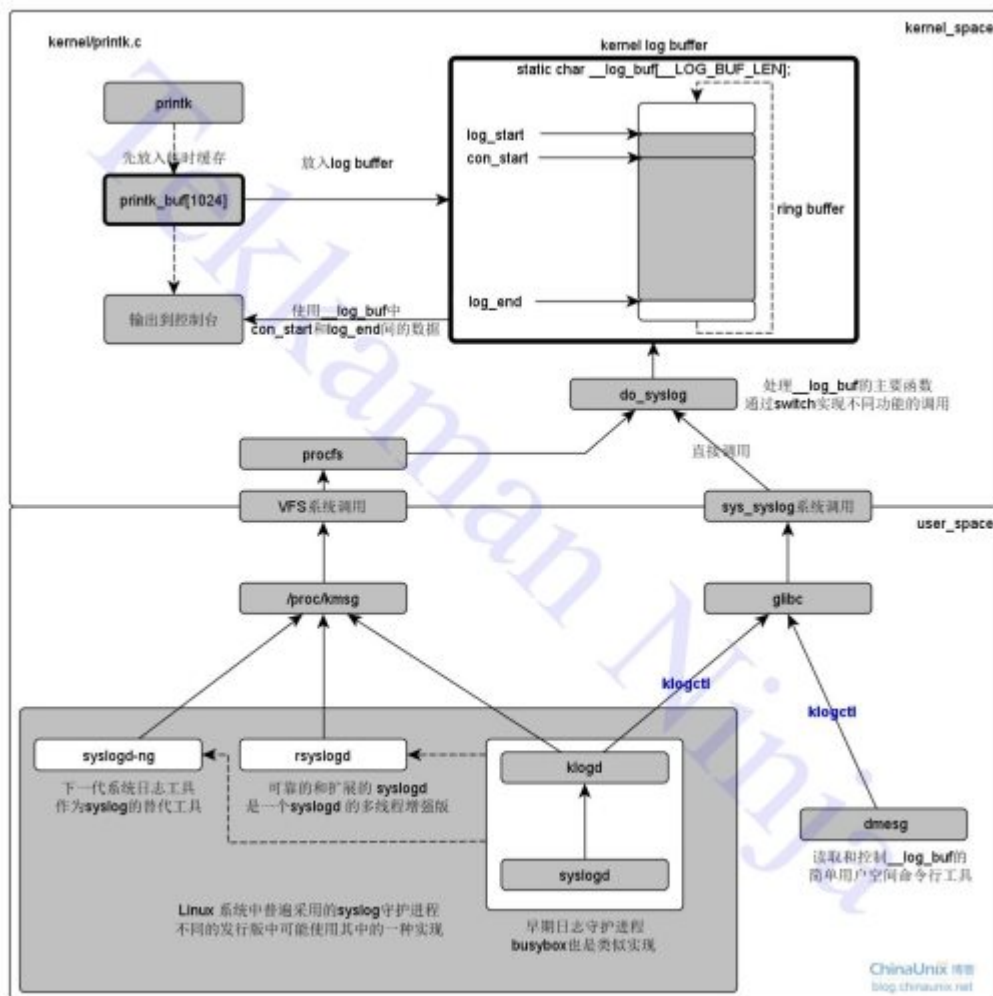 kernel_space
kernel/printk.c
kernel log buffer
static char __log_buf[__LOG_BUF_LEN];
printk
log_start
先放入临时缓存
放入log buffer
con_start
printk_buf[1024]
ring buffer
log_end
输出到控制台
使用__log_buf中
con_start和log_end间的数据
do_syslog
处理__log_buf的主要函数
通过switch实现不同功能的调用
procfs
直接调用
VFS系统调用
sys_syslog系统调用
user_space
/proc/kmsg
glibc
klogctl
klogctl
syslogd-ng
下一代系统日志工具
作为syslog的替代工具
rsyslogd
可靠的和扩展的 syslogd
是一个syslogd 的多线程增强版
klogd
syslogd
dmesg
读取和控制__log_buf的
简单用户空间命令行工具
Linux 系统中普遍采用的syslog守护进程
不同的发行版中可能使用其中的一种实现
早期日志守护进程
busybox也是类似实现
Tekkaman Ninja
ChinaUnix 博客
blog.chinaunix.net